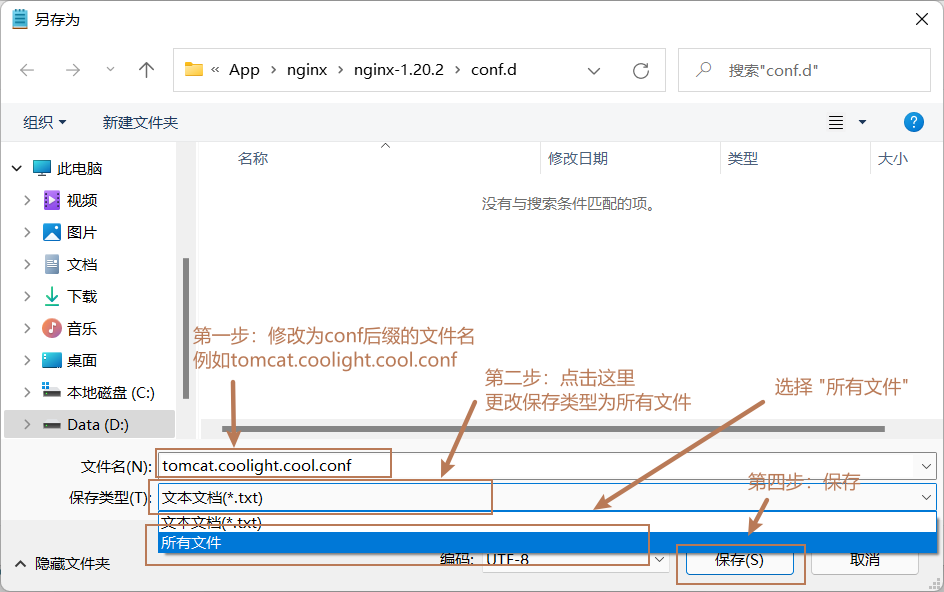 另存为
« App › nginx › nginx-1.20.2 › conf.d
搜索"conf.d"
组织
新建文件夹
名称
修改日期
类型
大小
没有与搜索条件匹配的项。
此电脑
视频
图片
文档
下载
音乐
桌面
本地磁盘 (C:)
Data (D:)
第一步：修改为conf后缀的文件名
例如tomcat.coolight.cool.conf
第二步：点击这里
更改保存类型为所有文件
选择 "所有文件"
文件名(N):
tomcat.coolight.cool.conf
保存类型(T):
文本文档(*.txt)
第四步：保存
文本文档(*.txt)
所有文件
隐藏文件夹
编码:
UTF-8
保存(S)
取消